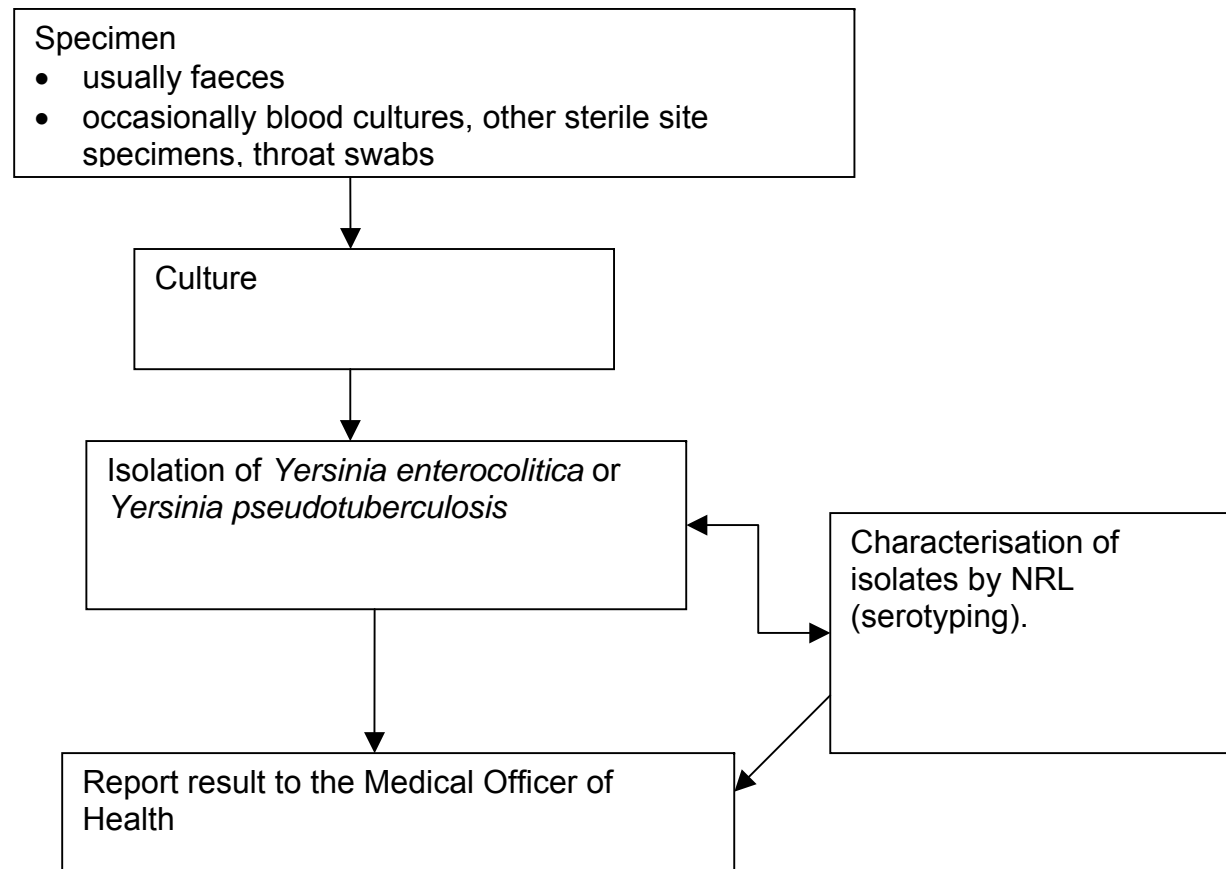 Specimen
• usually faeces
• occasionally blood cultures, other sterile site
specimens, throat swabs
Culture
Isolation of Yersinia enterocolitica or
Yersinia pseudotuberculosis
Characterisation of
isolates by NRL
(serotyping).
Report result to the Medical Officer of
Health